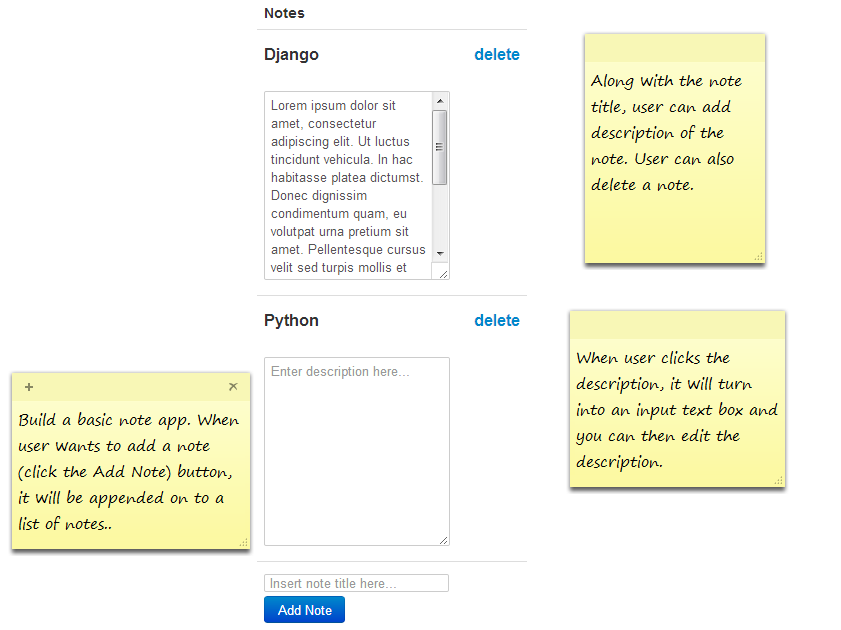 Notes
Django
delete
Lorem ipsum dolor sit
amet, consectetur
adipiscing elit. Ut luctus
tincidunt vehicula. In hac
habitasse platea dictumst.
Donec dignissim
condimentum quam, eu
volutpat urna pretium sit
amet. Pellentesque cursus
velit sed turpis mollis et
Python
delete
Enter description here...
Insert note title here...
Add Note
Along With the note
title, user can add
description of the
note. User can also
delete a note.
When user clicks the
description, it Will turn
into an input text box and
you can then edit the
description.
Build a basic note app. When
user Wants to add a note
(click the Add Note) button,
it Will be appended on to a
list of notes..